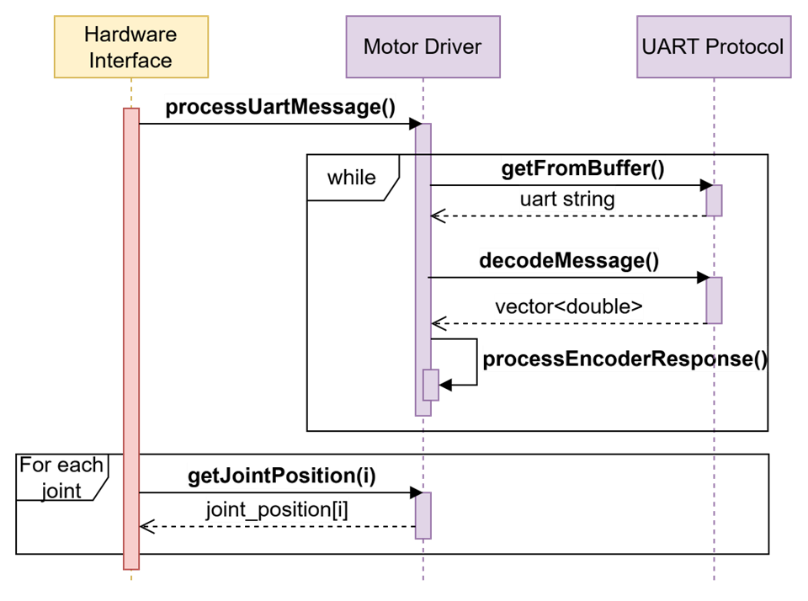 Hardware
Interface
Motor Driver
UART Protocol
processUartMessage()
while
getFromBuffer()
uart string
decodeMessage()
vector<double>
processEncoderResponse()
For each
joint
getJointPosition(i)
joint_position[i]